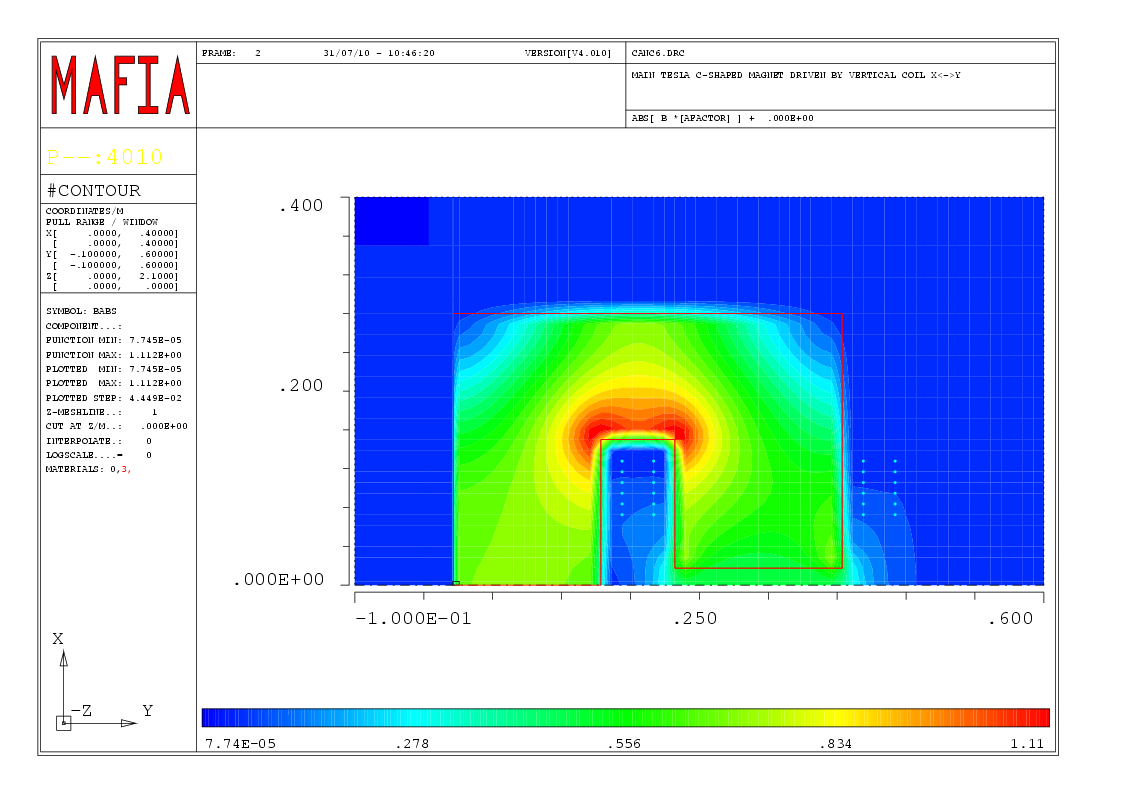 MAFIA
FRAME: 2 31/07/10 - 10:46:20 VERSION[V4.010] CANC6.DRC
MAIN TESLA C-SHAPED MAGNET DRIVEN BY VERTICAL COIL X<->Y
ABS[ B *[AFACTOR] ] + .000E+00
P--:4010
#CONTOUR
COORDINATES/M
FULL RANGE / WINDOW
X[ .0000, .40000]
[ .0000, .40000]
Y[ -.100000, .60000]
[ -.100000, .60000]
Z[ .0000, 2.1000]
[ .0000, .0000]
SYMBOL: BABS
COMPONENT...:
FUNCTION MIN: 7.745E-05
FUNCTION MAX: 1.112E+00
PLOTTED MIN: 7.745E-05
PLOTTED MAX: 1.112E+00
PLOTTED STEP: 4.449E-02
Z-MESHLINE..: 1
CUT AT Z/M..: .000E+00
INTERPOLATE.: 0
LOGSCALE....= 0
MATERIALS: 0,3,
.400
.200
.000E+00
-1.000E-01 .250 .600
X
-Z Y
7.74E-05 .278 .556 .834 1.11